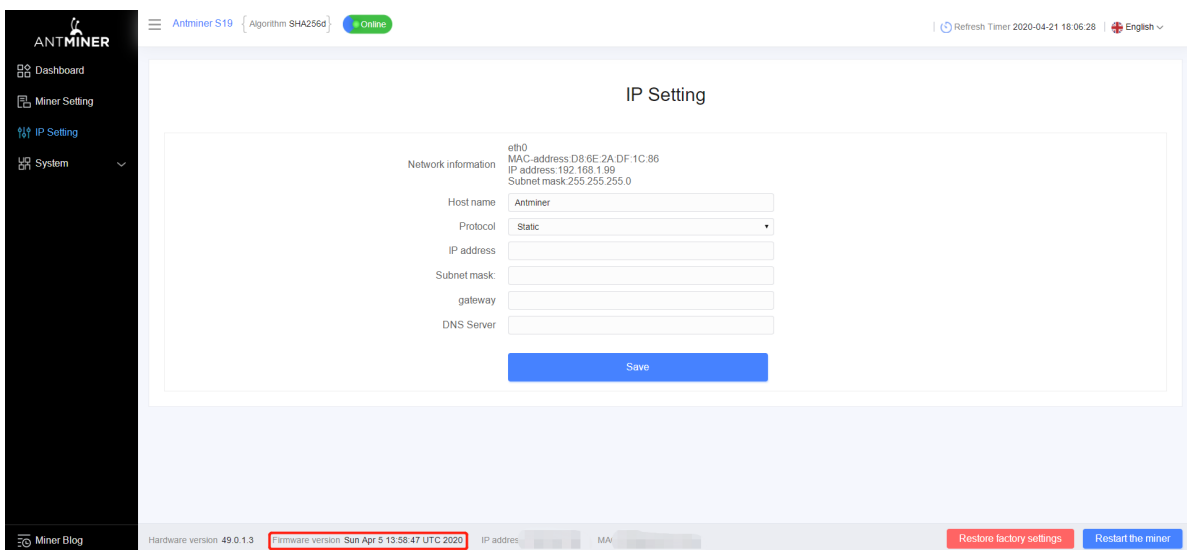 ANTMINER
Antminer S19 { Algorithm SHA256d } Online
Refresh Timer 2020-04-21 18:06:28 English
Dashboard
Miner Setting
IP Setting
System
IP Setting
Network information
eth0
MAC-address:D8:6E:2A:DF:1C:86
IP address:192.168.1.99
Subnet mask:255.255.255.0
Host name Antminer
Protocol Static
IP address
Subnet mask:
gateway
DNS Server
Save
Miner Blog
Hardware version 49.0.1.3 Firmware version Sun Apr 5 13:58:47 UTC 2020 IP addres MA
Restore factory settings Restart the miner